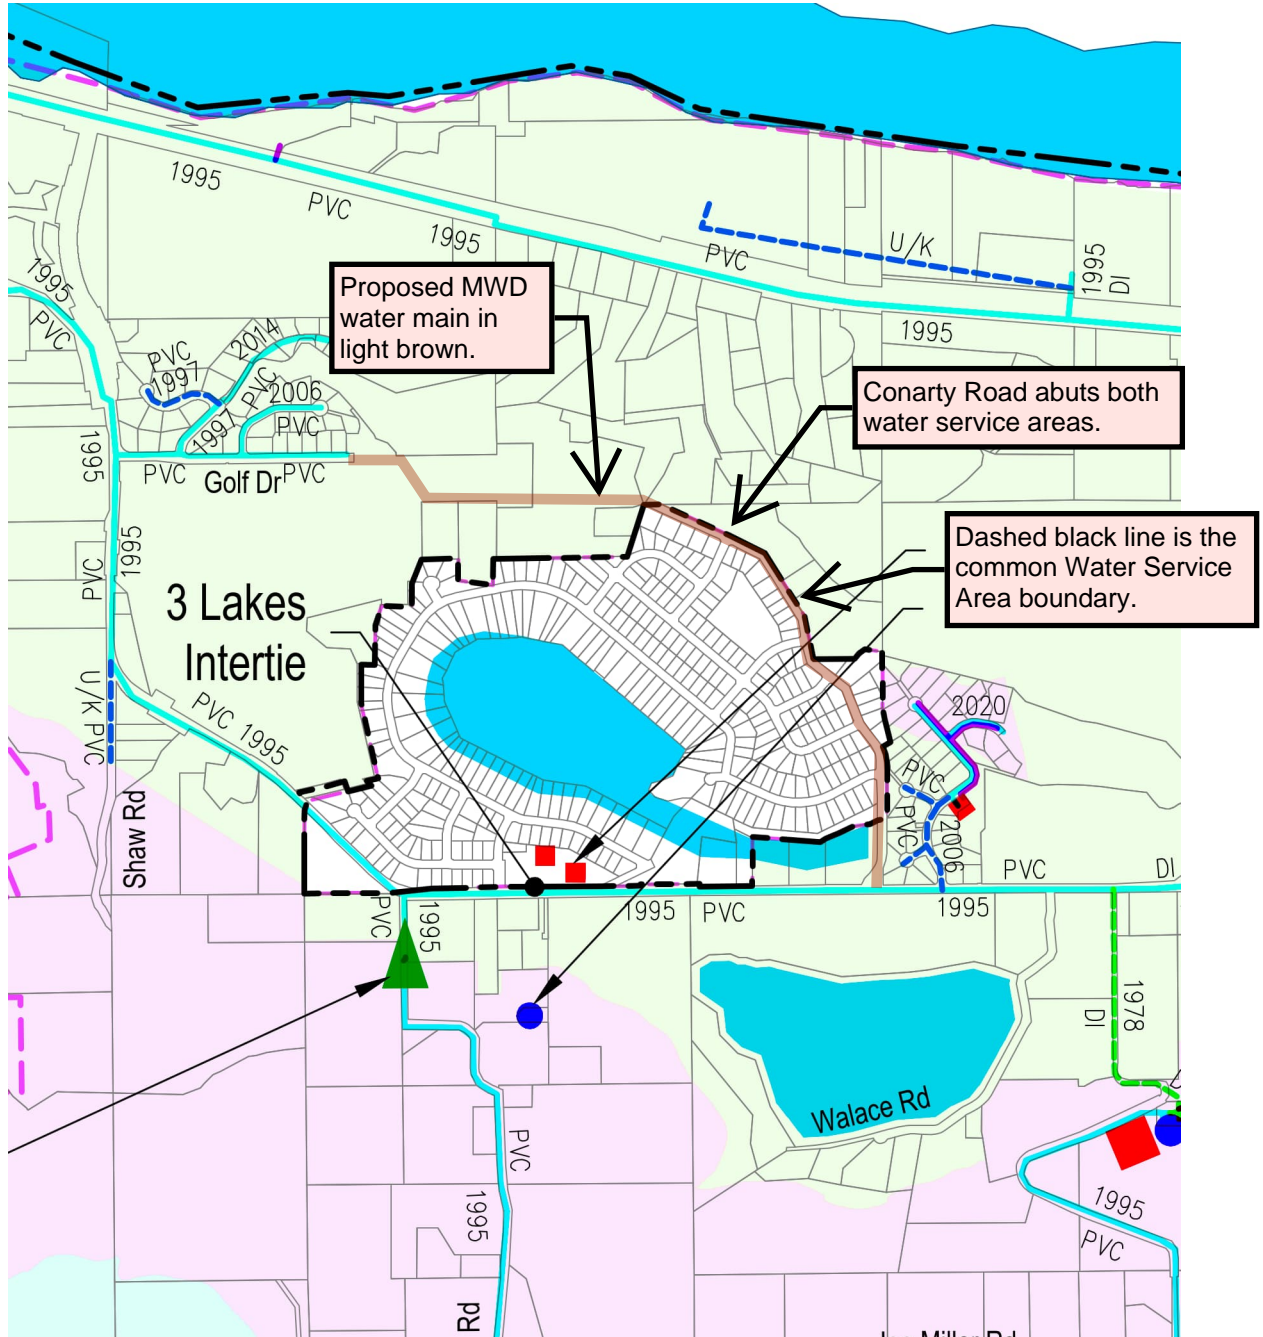 1995
PVC
1995
PVC
U/K
1995
DI
1995
Proposed MWD
water main in
light brown.
1995
PVC
PVC
1997
2014
PVC
2006
PVC
1997
Conarty Road abuts both
water service areas.
1995
PVC
Golf Dr
PVC
Dashed black line is the
common Water Service
Area boundary.
1995
PVC
3 Lakes
Intertie
U/K
PVC
PVC 1995
2020
PVC
PVC
2006
Shaw Rd
PVC
DI
PVC
1995
1995
PVC
1995
1978
DI
Walace Rd
PVC
1995
1995
PVC
Rd